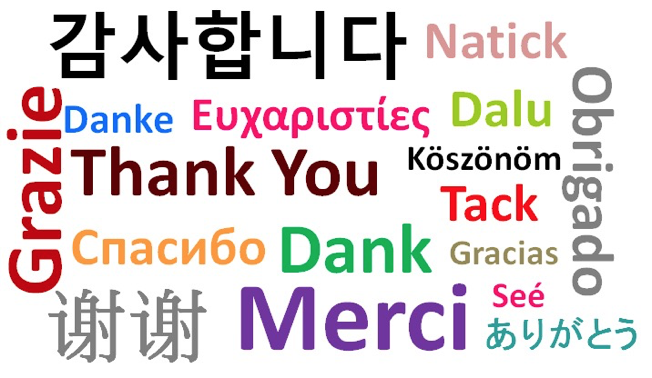 감사합니다
Natick
Grazie
Danke
Ευχαριστίες
Dalu
Obrigado
Thank You
Köszönöm
Tack
Спасибо
Dank
Gracias
谢谢
Merci
Seé
ありがとう